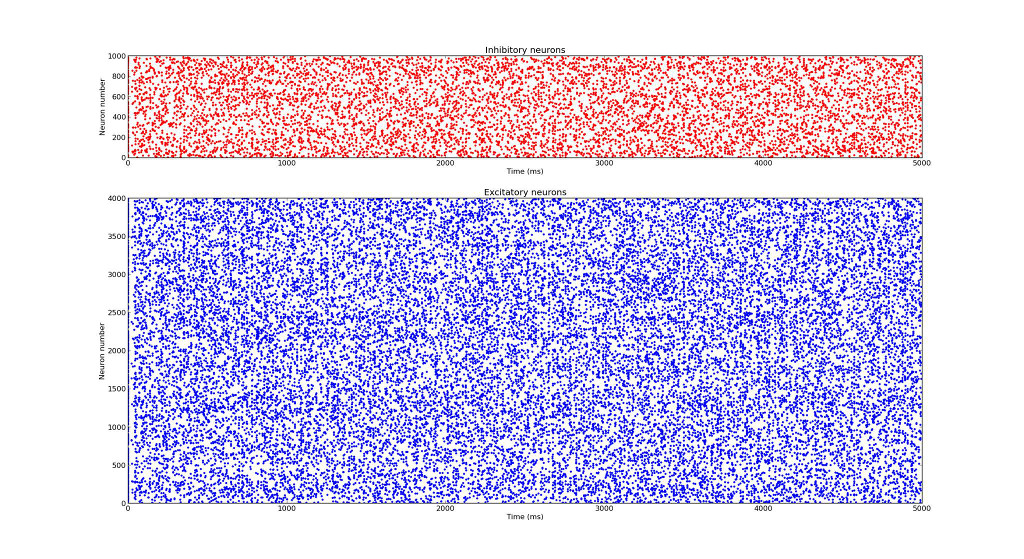 Inhibitory neurons
1000
800
600
400
200
0
Neuron number
0 1000 2000 3000 4000 5000
Time (ms)
Excitatory neurons
4000
3500
3000
2500
2000
1500
1000
500
0
Neuron number
0 1000 2000 3000 4000 5000
Time (ms)